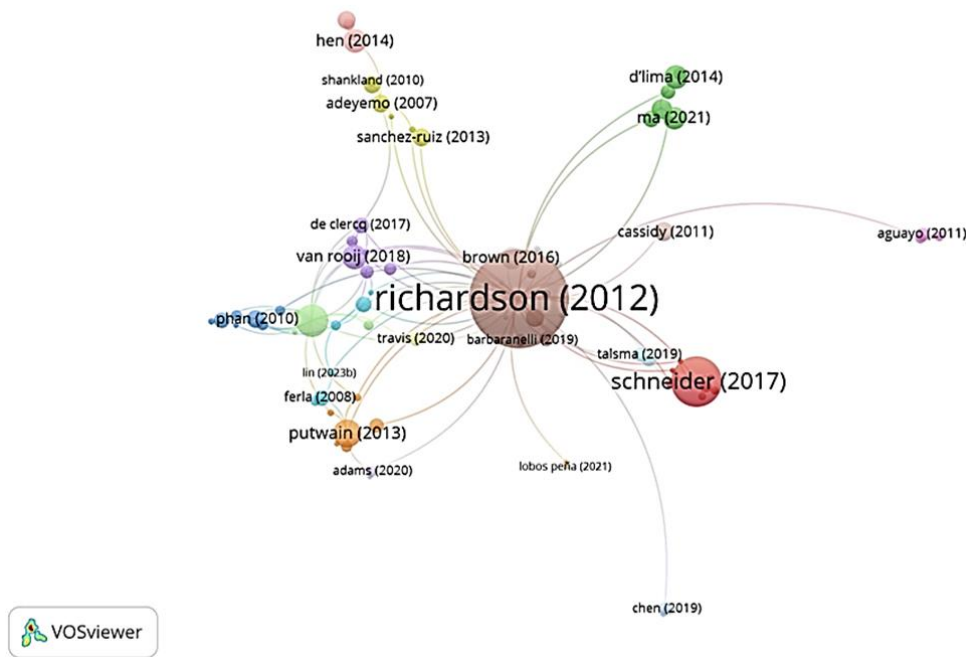 hen (2014)
shankland (2010)
adeyemo (2007)
sanchez-ruiz (2013)
d'lima (2014)
ma (2021)
de clercq (2017)
van rooij (2018)
brown (2016)
cassidy (2011)
aguayo (2011)
richardson (2012)
phan (2010)
travis (2020)
barbaranelli (2019)
talsma (2019)
lin (2023b)
schneider (2017)
ferla (2008)
putwain (2013)
adams (2020)
lobos peña (2021)
chen (2019)
VOSviewer